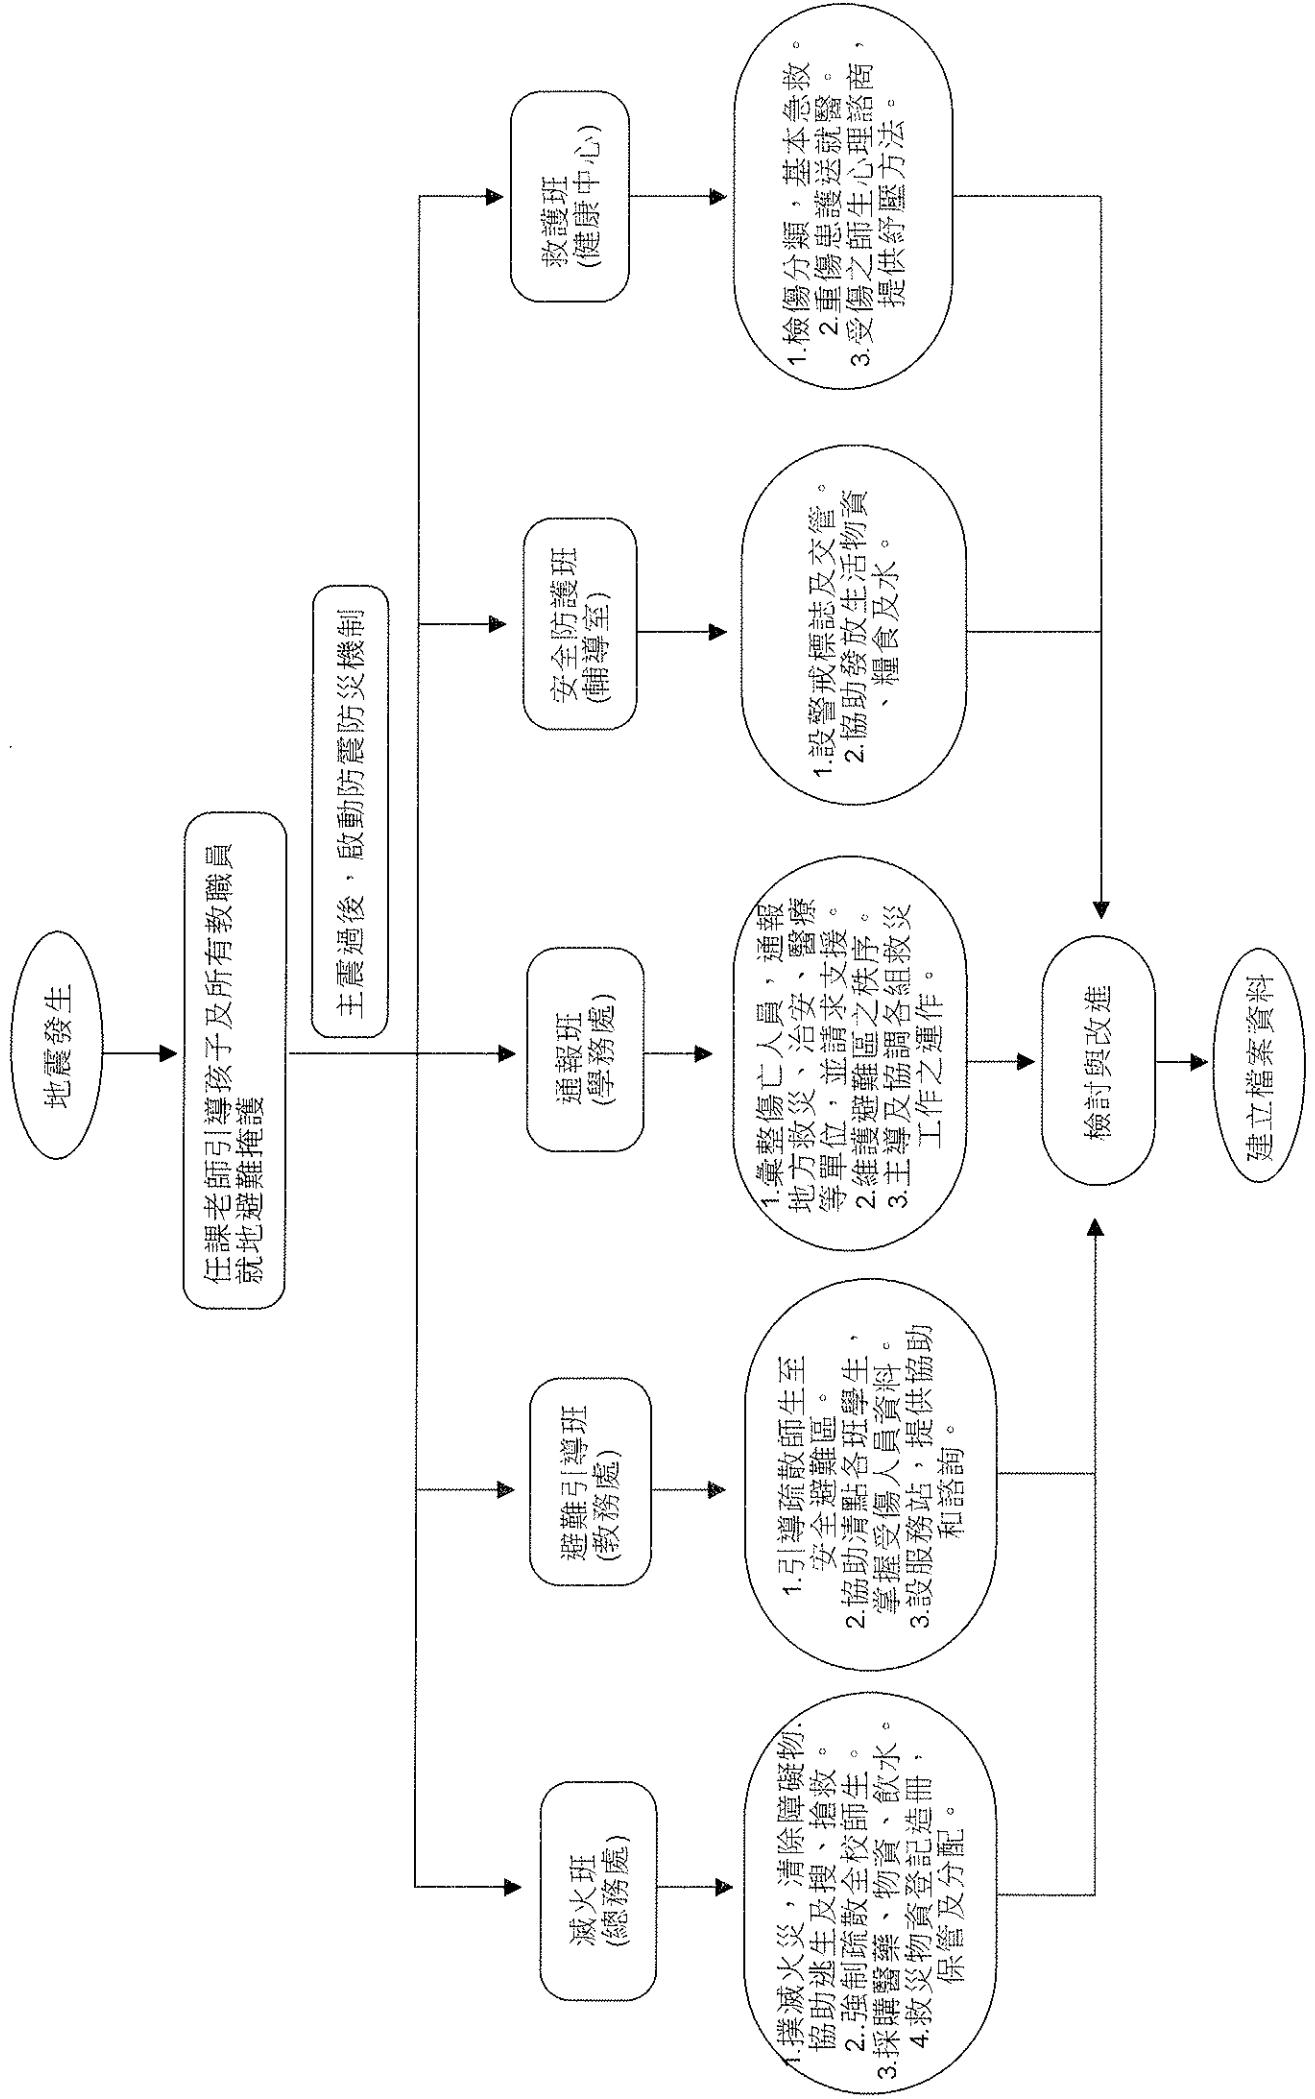 地震發生
任課老師引導孩子及所有教職員
就地避難掩護
主震過後，啟動防震防災機制
滅火班
(總務處)
避難引導班
(教務處)
通報班
(學務處)
安全防護班
(輔導室)
救護班
(健康中心)
1.撲滅火災，清除障礙物.
協助逃生及搜、搶救。
2..強制疏散全校師生。
3.採購醫藥、物資、飲水。
4.救災物資登記造冊，
保管及分配。
1.引導疏散師生至
安全避難區。
2.協助清點各班學生，
掌握受傷人員資料。
3.設服務站，提供協助
和諮詢。
1.彙整傷亡人員，通報
地方救災、治安、醫療
等單位，並請求支援。
2.維護避難區之秩序。
3.主導及協調各組救災
工作之運作。
1.設警戒標誌及交管。
2.協助發放生活物資
、糧食及水。
1.檢傷分類，基本急救。
2.重傷患護送就醫。
3.受傷之師生心理諮商，
提供紓壓方法。
檢討與改進
建立檔案資料